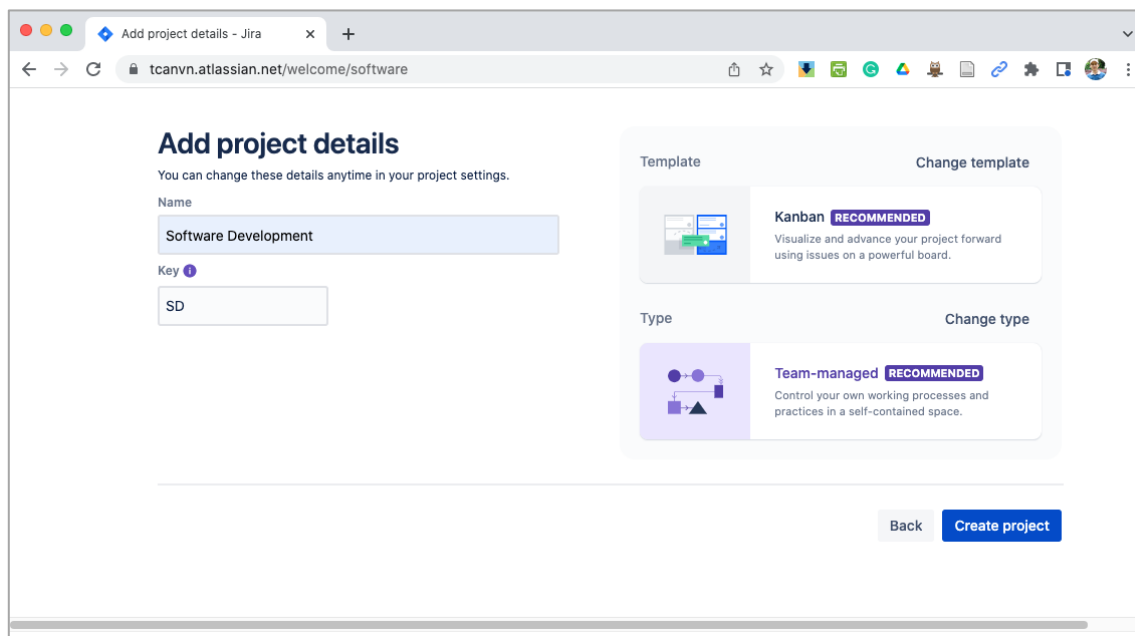 Add project details - Jira
tcanvn.atlassian.net/welcome/software
Add project details
You can change these details anytime in your project settings.
Name
Software Development
Key
SD
Template
Change template
Kanban RECOMMENDED
Visualize and advance your project forward
using issues on a powerful board.
Type
Change type
Team-managed RECOMMENDED
Control your own working processes and
practices in a self-contained space.
Back
Create project